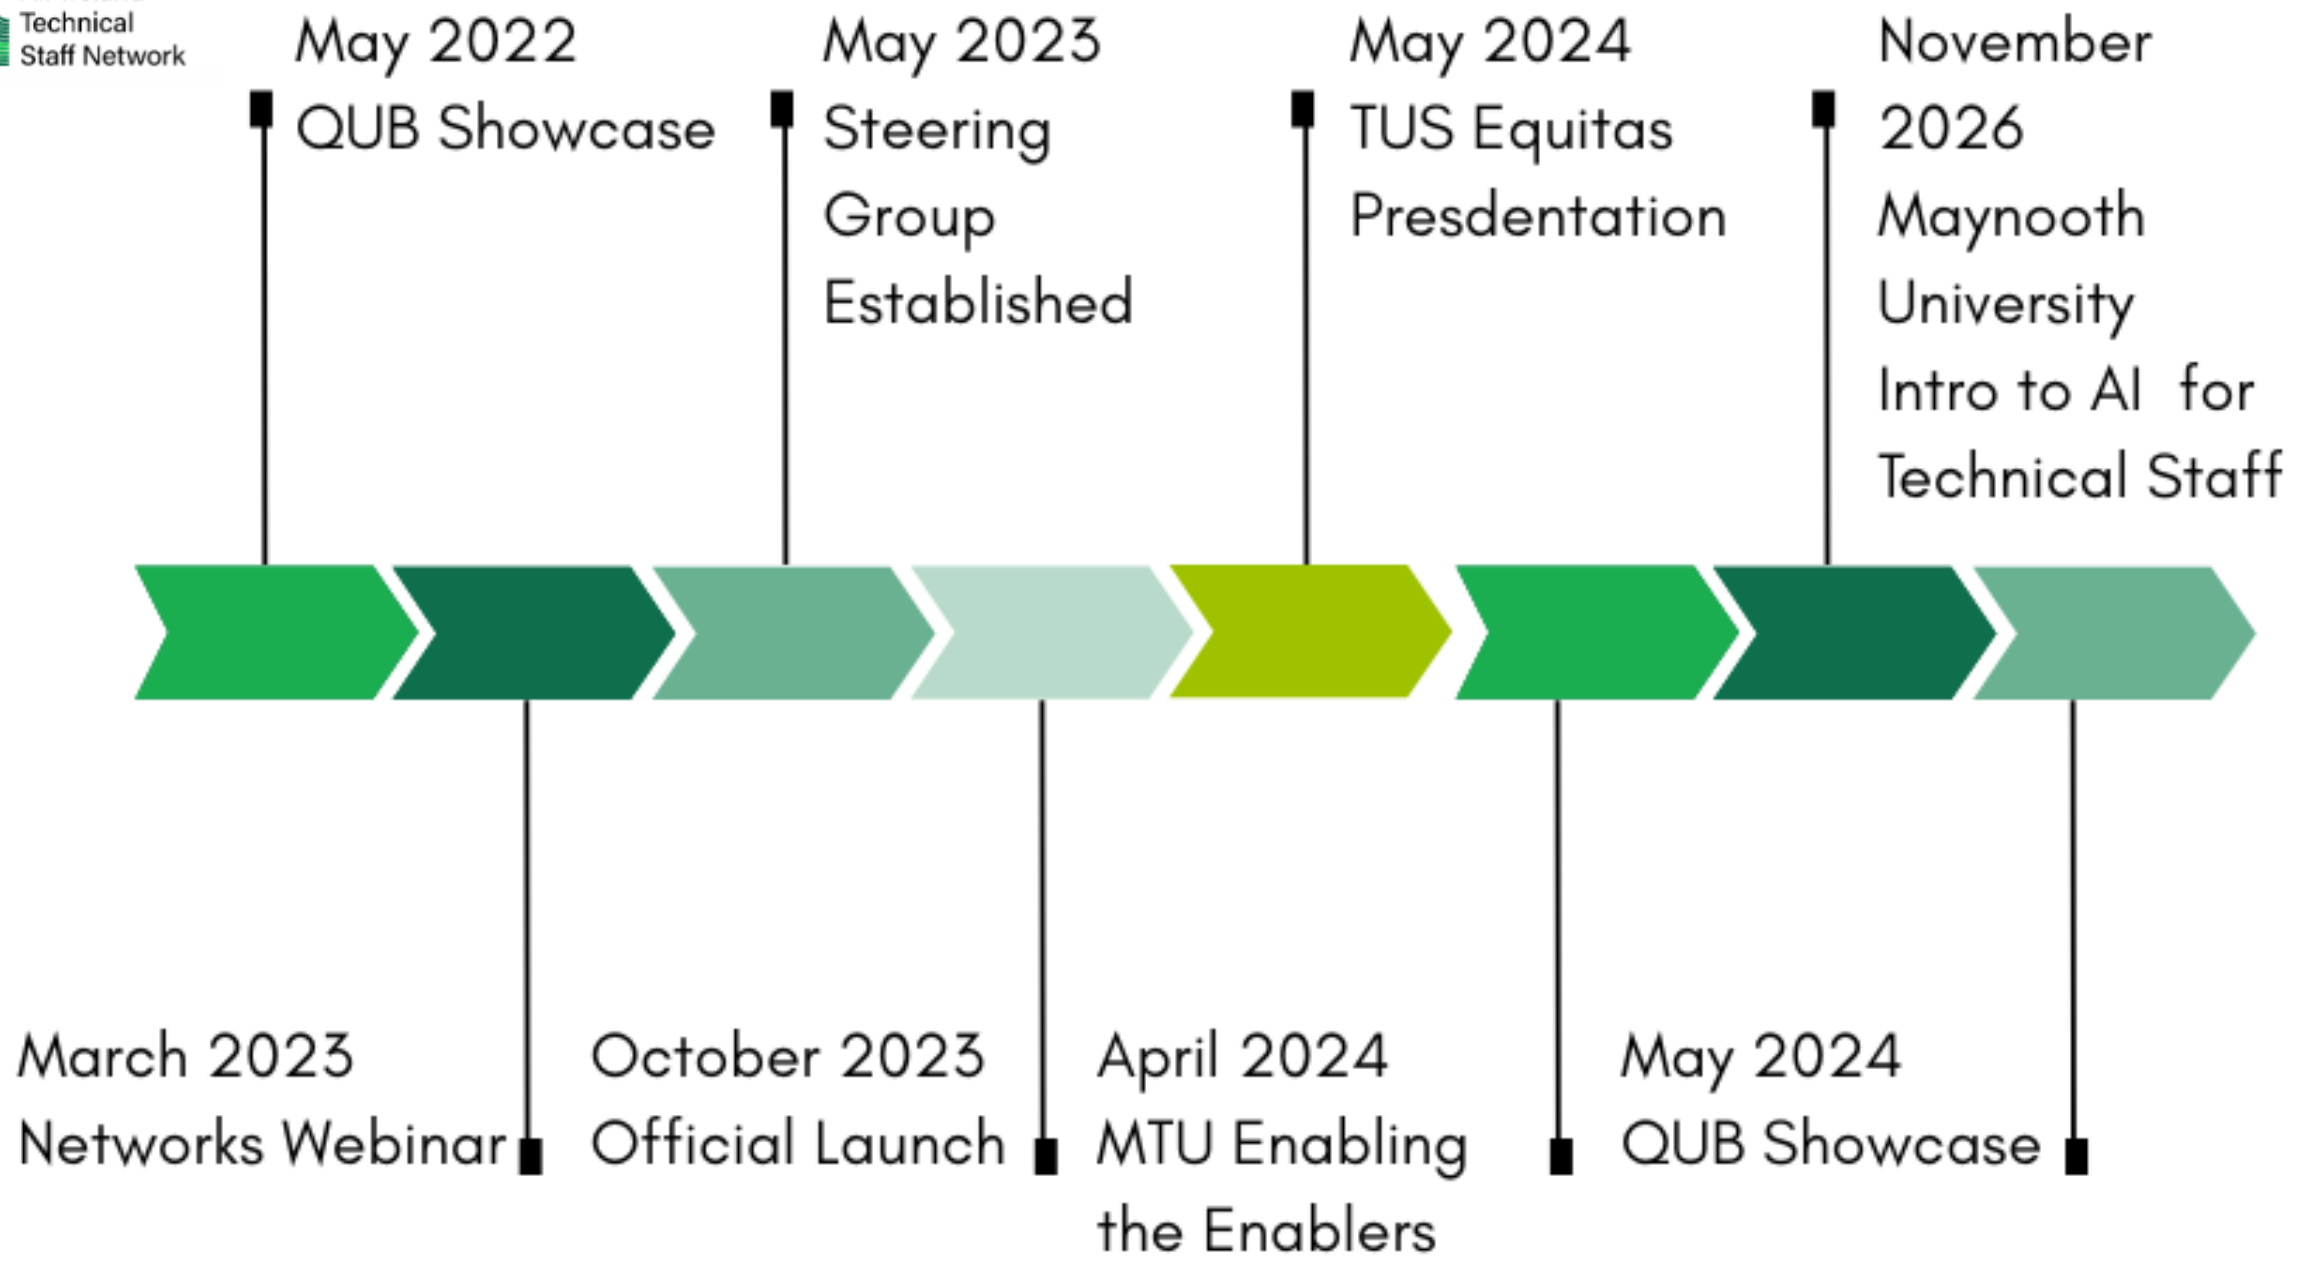 Technical
Staff Network
May 2022
QUB Showcase
May 2023
Steering
Group
Established
May 2024
TUS Equitas
Presdentation
November
2026
Maynooth
University
Intro to AI  for
Technical Staff
March 2023
Networks Webinar
October 2023
Official Launch
April 2024
MTU Enabling
the Enablers
May 2024
QUB Showcase